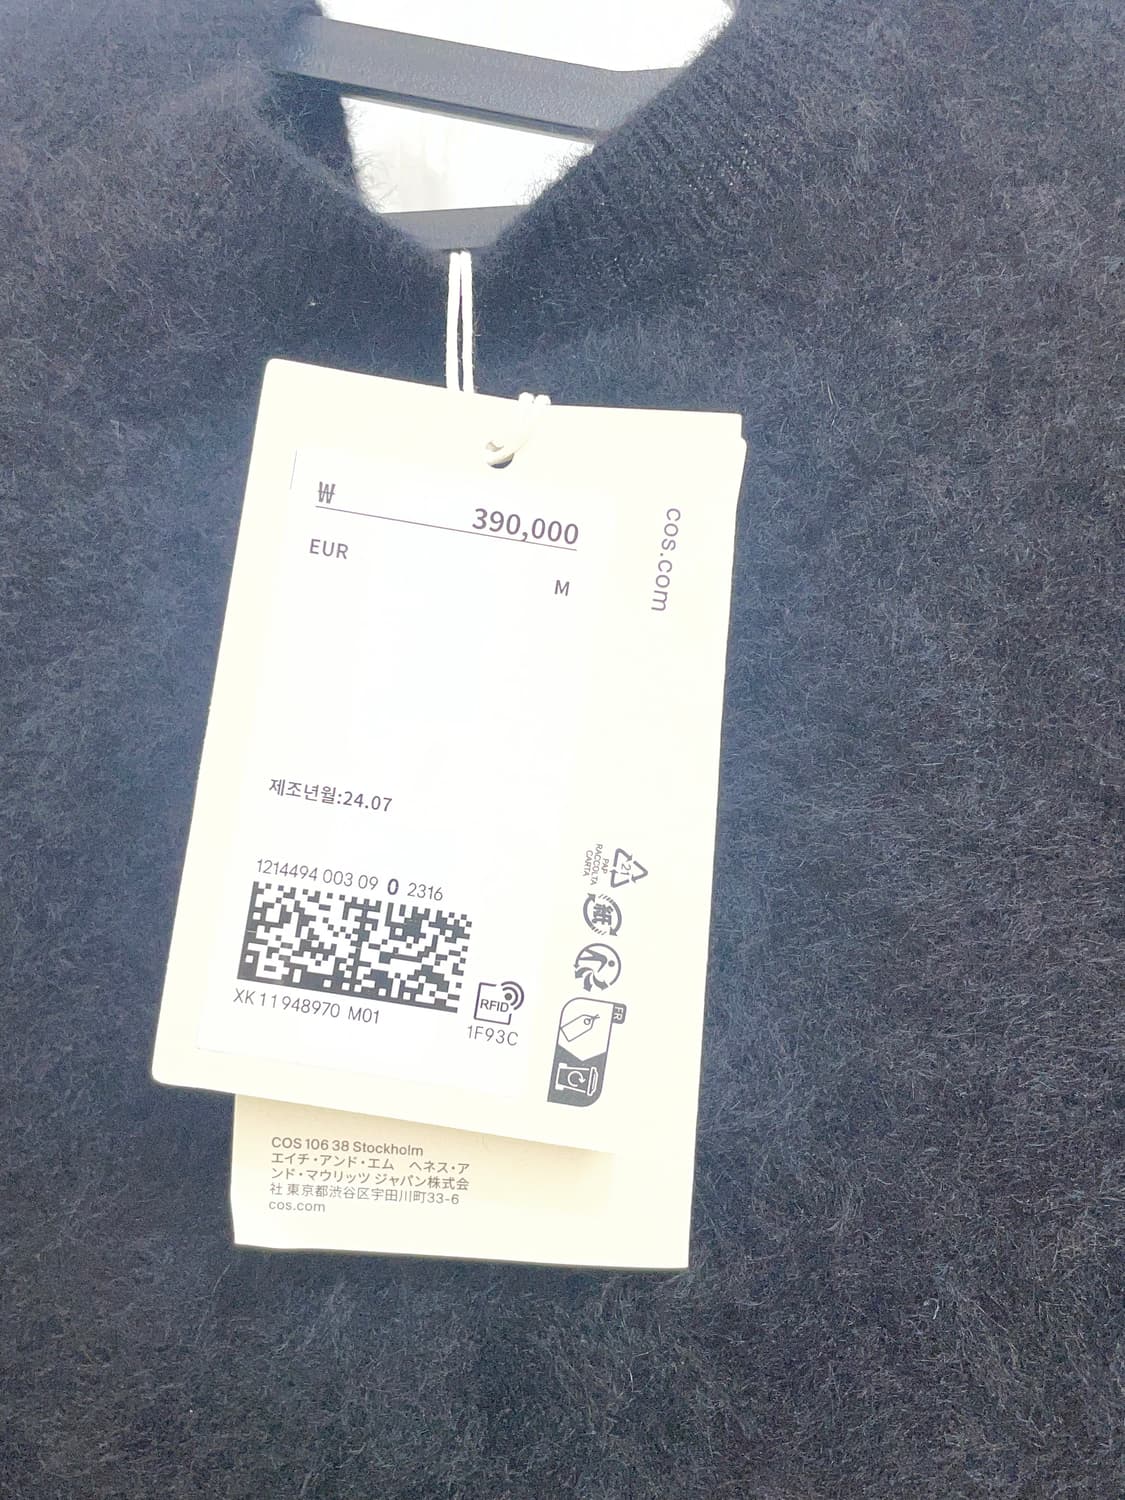 ₩ 390,000
EUR
M
cos.com
제조년월:24.07
1214494 003 09 0 2316
XK 11 948970 M01
RFID
1F93C
21
PAP
RACCOLTA
CARTA
紙
FR
COS 106 38 Stockholm
エイチ・アンド・エム ヘネス・ア
ンド・マウリッツ ジャパン株式会
社 東京都渋谷区宇田川町33-6
cos.com